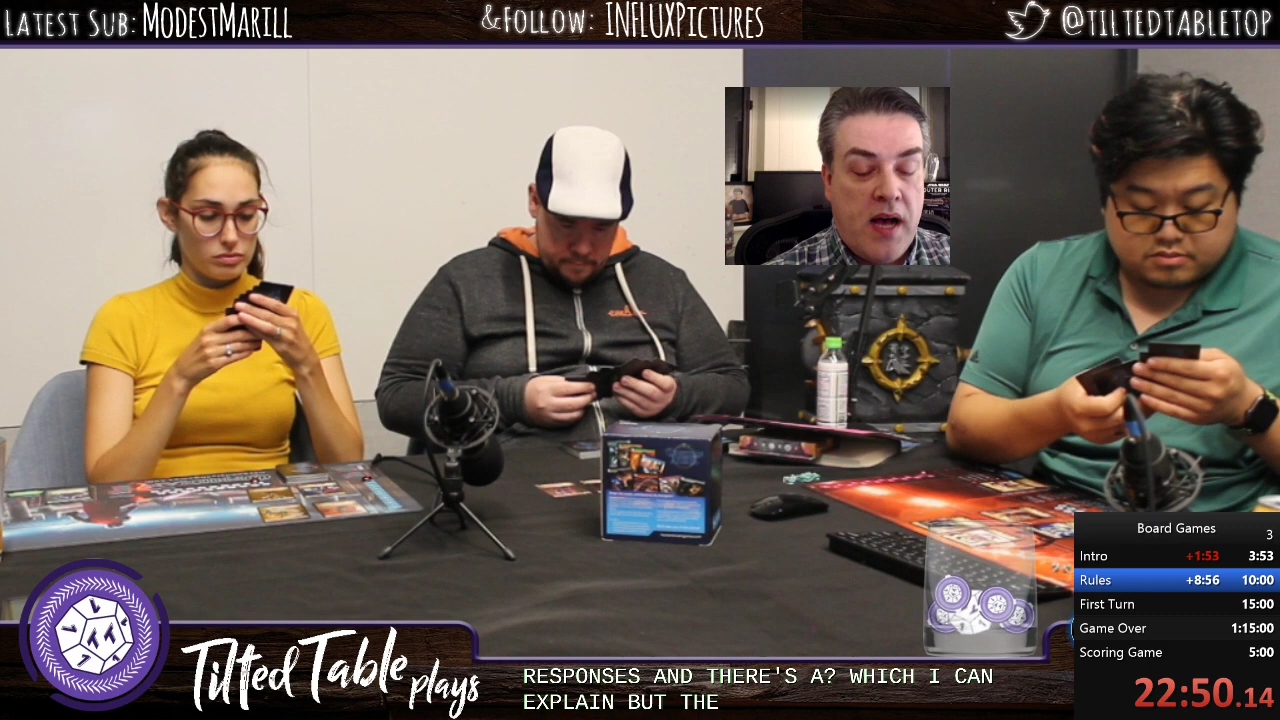 LATEST SUB: MODESTMARILL
&FOLLOW: INFLUXPICTURES
@TILTEDTABLETOP
Board Games
3
Intro +1:53 3:53
Rules +8:56 10:00
First Turn 15:00
Game Over 1:15:00
Scoring Game 5:00
22:50.14
Tilted Table plays
RESPONSES AND THERE'S A? WHICH I CAN
EXPLAIN BUT THE